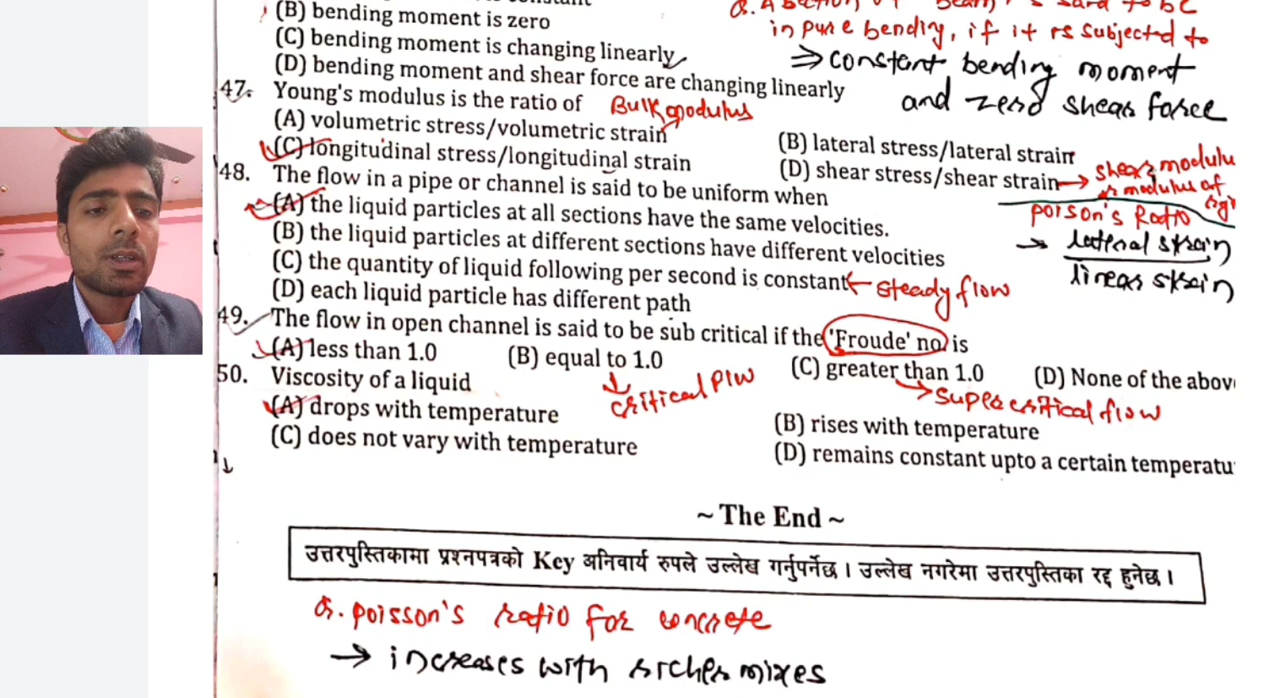 (B) bending moment is zero
(C) bending moment is changing linearly
(D) bending moment and shear force are changing linearly
in pure bending, if it is subjected to
⇒ constant bending moment
and zero shear force
47. Young's modulus is the ratio of
Bulk modulus
(A) volumetric stress/volumetric strain
(B) lateral stress/lateral strain
(C) longitudinal stress/longitudinal strain
(D) shear stress/shear strain → shear modulu
modulus of
48. The flow in a pipe or channel is said to be uniform when
(A) the liquid particles at all sections have the same velocities.
(B) the liquid particles at different sections have different velocities
(C) the quantity of liquid following per second is constant ← steady flow
(D) each liquid particle has different path
poison's Ratio
→ lateral strain
linear strain
49. The flow in open channel is said to be sub critical if the 'Froude' no. is
(A) less than 1.0
(B) equal to 1.0
(C) greater than 1.0
(D) None of the abov
critical
→ super critical flow
50. Viscosity of a liquid
(A) drops with temperature
(B) rises with temperature
(C) does not vary with temperature
(D) remains constant upto a certain temperatu
~ The End ~
उत्तरपुस्तिकामा प्रश्नपत्रको Key अनिवार्य रुपले उल्लेख गर्नुपर्नेछ । उल्लेख नगरेमा उत्तरपुस्तिका रद्द हुनेछ ।
Q. poisson's ratio for concrete
→ increases with richer mixes